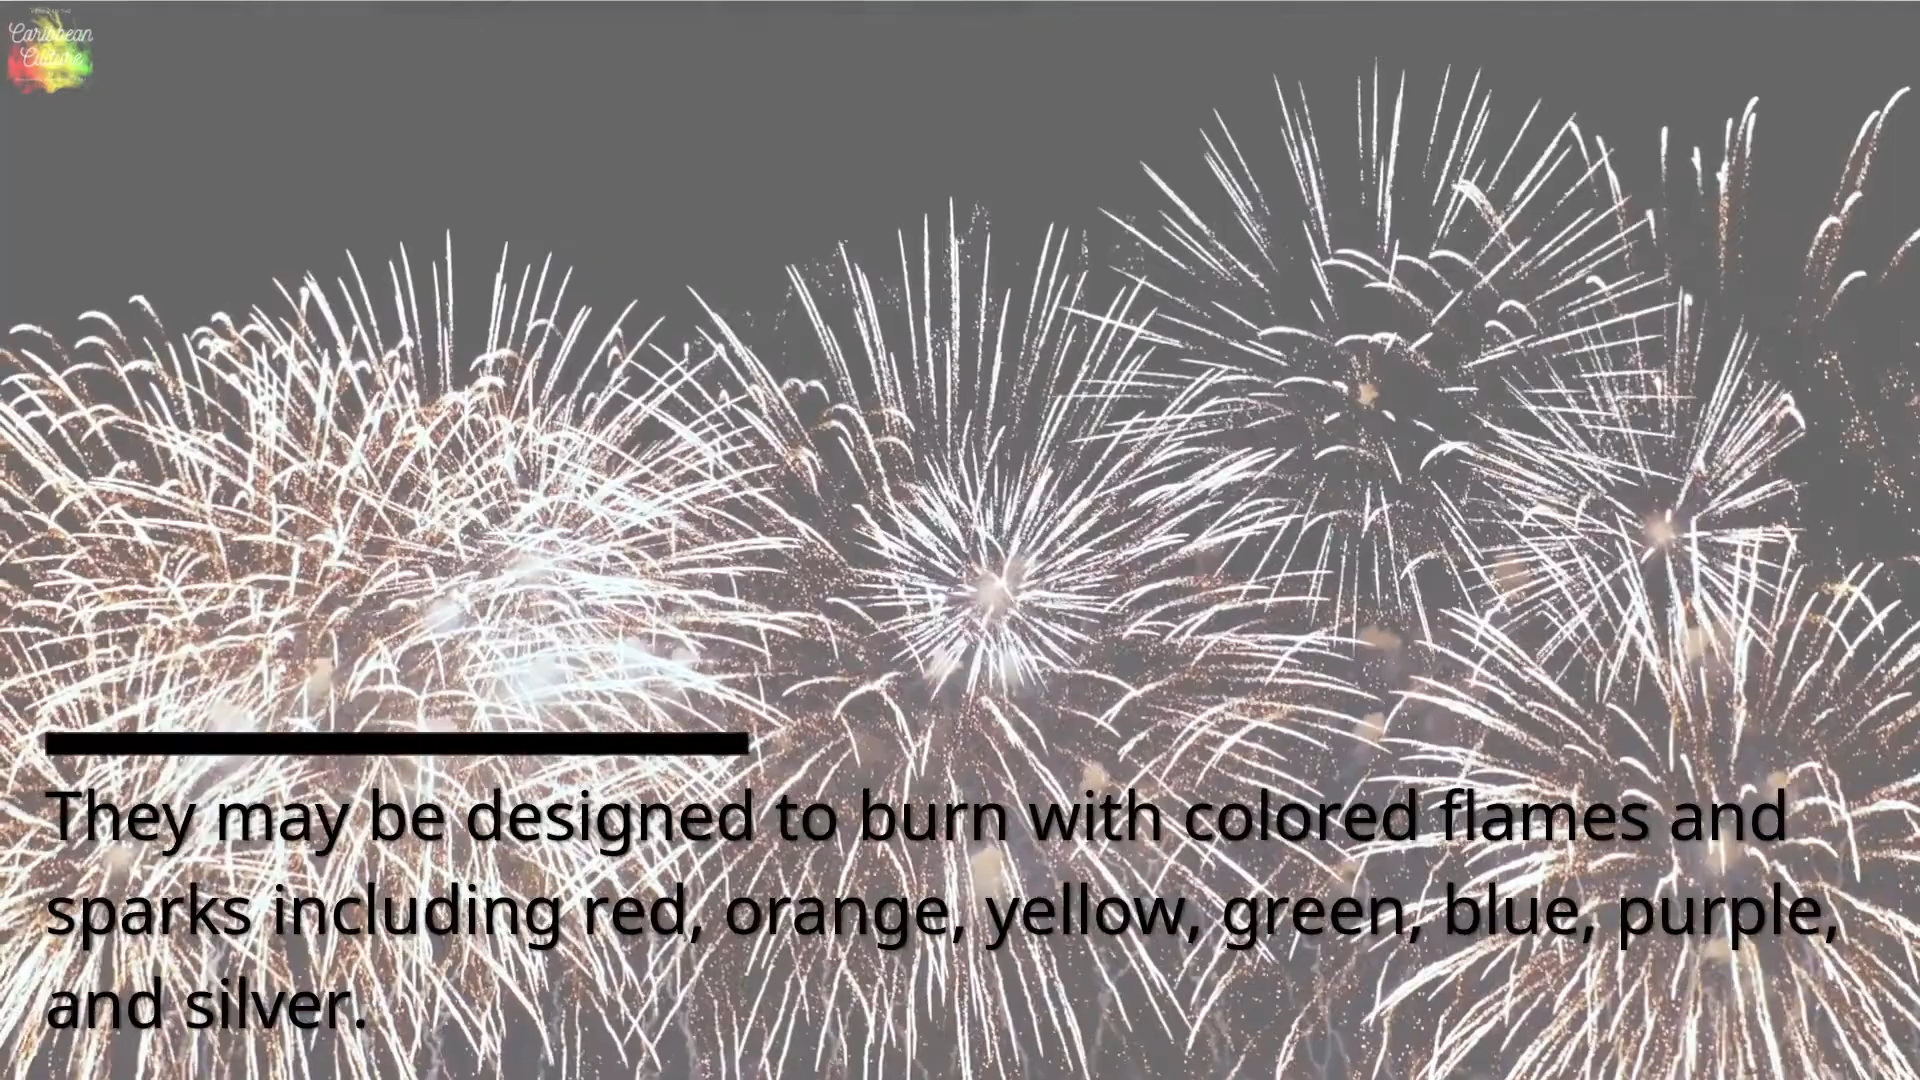 Caribbean
Culture
They may be designed to burn with colored flames and
sparks including red, orange, yellow, green, blue, purple,
and silver.